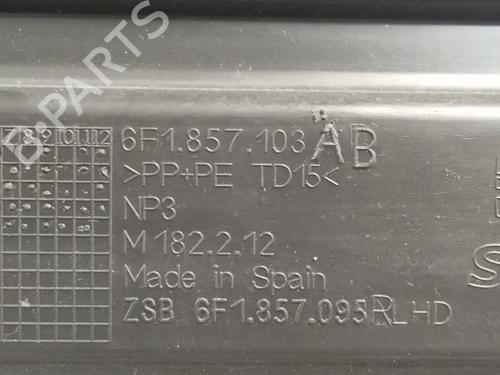 B-PARTS
7 8 9 10 11 12
6F1.857.103 AB
>PP+PE TD15<
NP3
M 182.2.12
Made in Spain
ZSB 6F1.857.095 R LHD